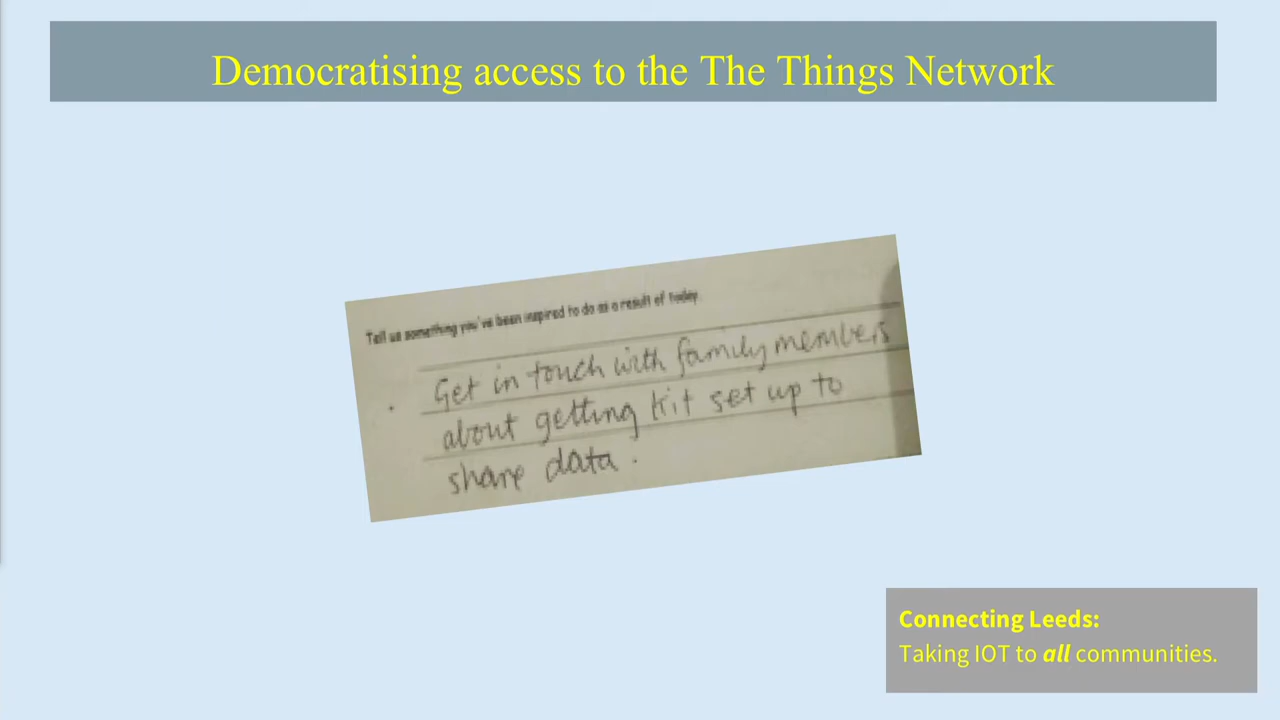 Democratising access to the The Things Network
Tell us something you've been inspired to do as a result of today.
Get in touch with family members
about getting kit set up to
share data.
Connecting Leeds:
Taking IOT to all communities.